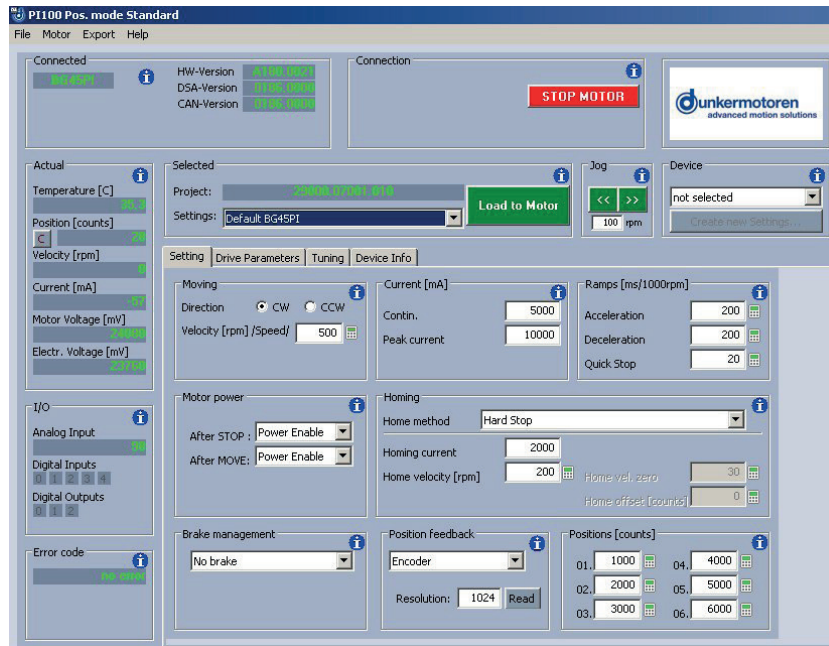 PI100 Pos. mode Standard
File Motor Export Help
Connected
BG45PI
HW-Version A100.0021
DSA-Version 0106.0000
CAN-Version 0106.0000
Connection
STOP MOTOR
Dunkermotoren
advanced motion solutions
Actual
Temperature [C]
35,3
Position [counts]
C 20
Velocity [rpm]
0
Current [mA]
-57
Motor Voltage [mV]
24000
Electr. Voltage [mV]
23760
I/O
Analog Input
90
Digital Inputs
0 1 2 3 4
Digital Outputs
0 1 2
Error code
no error
Selected
Project: 29000.07001.010
Settings: Default BG45PI
Load to Motor
Jog
<< >>
100 rpm
Device
not selected
Create new Settings...
Setting Drive Parameters Tuning Device Info
Moving
Direction CW CCW
Velocity [rpm] /Speed/ 500
Current [mA]
Contin. 5000
Peak current 10000
Ramps [ms/1000rpm]
Acceleration 200
Deceleration 200
Quick Stop 20
Motor power
After STOP : Power Enable
After MOVE: Power Enable
Homing
Home method Hard Stop
Homing current 2000
Home velocity [rpm] 200
Home vel. zero 30
Home offset [counts] 0
Brake management
No brake
Position feedback
Encoder
Resolution: 1024 Read
Positions [counts]
01. 1000 04. 4000
02. 2000 05. 5000
03. 3000 06. 6000